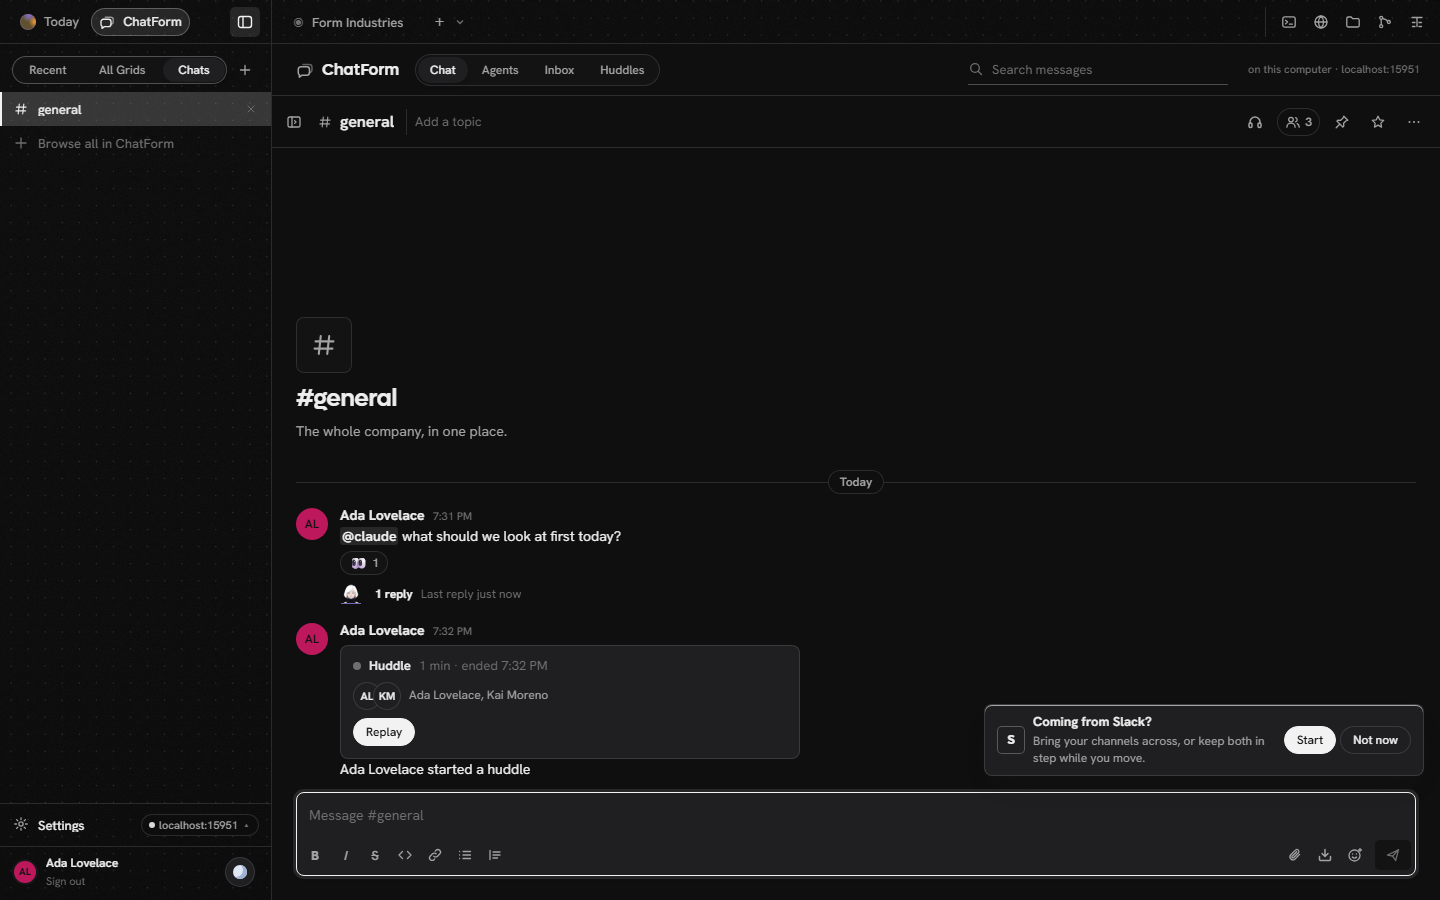 Today
ChatForm
Form Industries
Recent
All Grids
Chats
general
Browse all in ChatForm
ChatForm
Chat
Agents
Inbox
Huddles
Search messages
on this computer · localhost:15951
# general
Add a topic
3
#
#general
The whole company, in one place.
Today
AL
Ada Lovelace 7:31 PM
@claude what should we look at first today?
1
1 reply Last reply just now
AL
Ada Lovelace 7:32 PM
Huddle 1 min · ended 7:32 PM
AL KM Ada Lovelace, Kai Moreno
Replay
Ada Lovelace started a huddle
S
Coming from Slack?
Bring your channels across, or keep both in
step while you move.
Start
Not now
Message #general
B I S
Settings
localhost:15951
AL
Ada Lovelace
Sign out